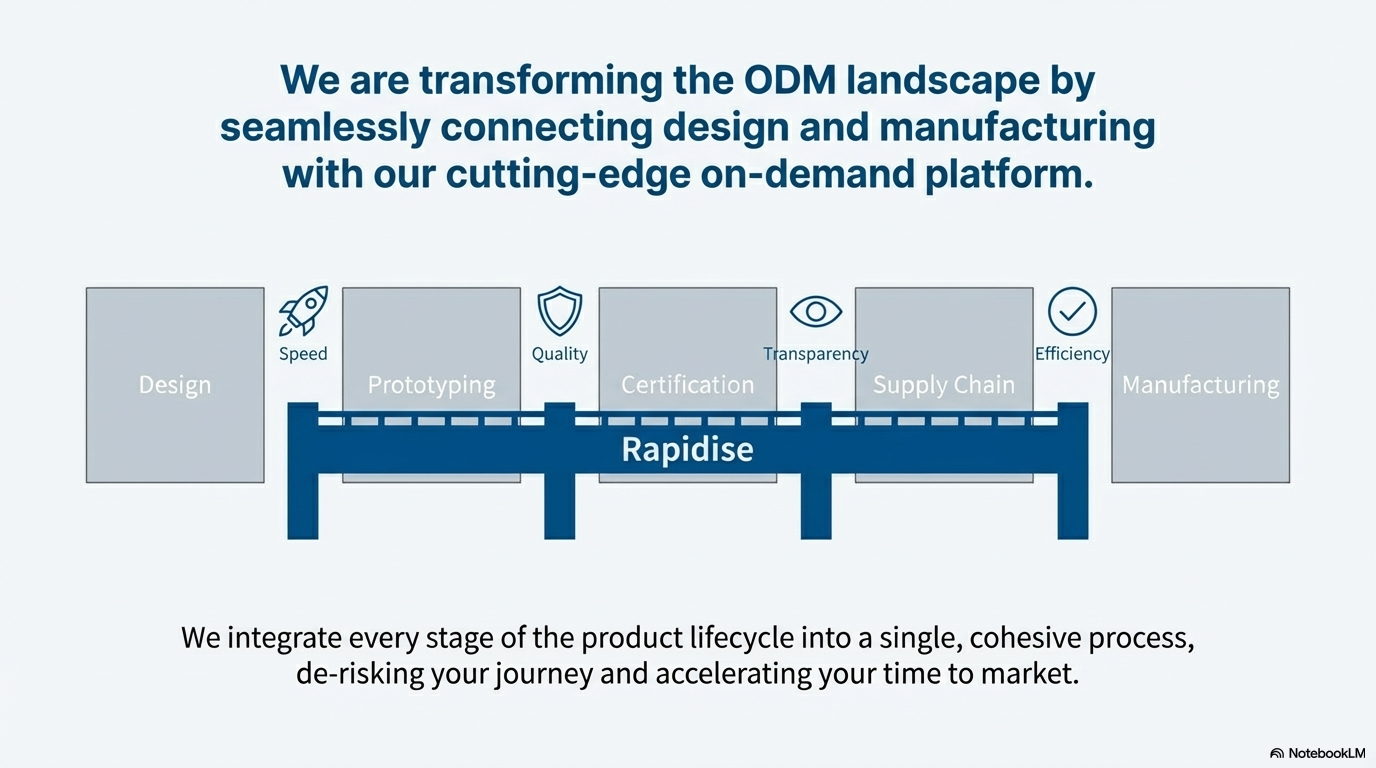 We are transforming the ODM landscape by
seamlessly connecting design and manufacturing
with our cutting-edge on-demand platform.
Speed
Quality
Transparency
Efficiency
Design
Prototyping
Certification
Supply Chain
Manufacturing
Rapidise
We integrate every stage of the product lifecycle into a single, cohesive process,
de-risking your journey and accelerating your time to market.
NotebookLM